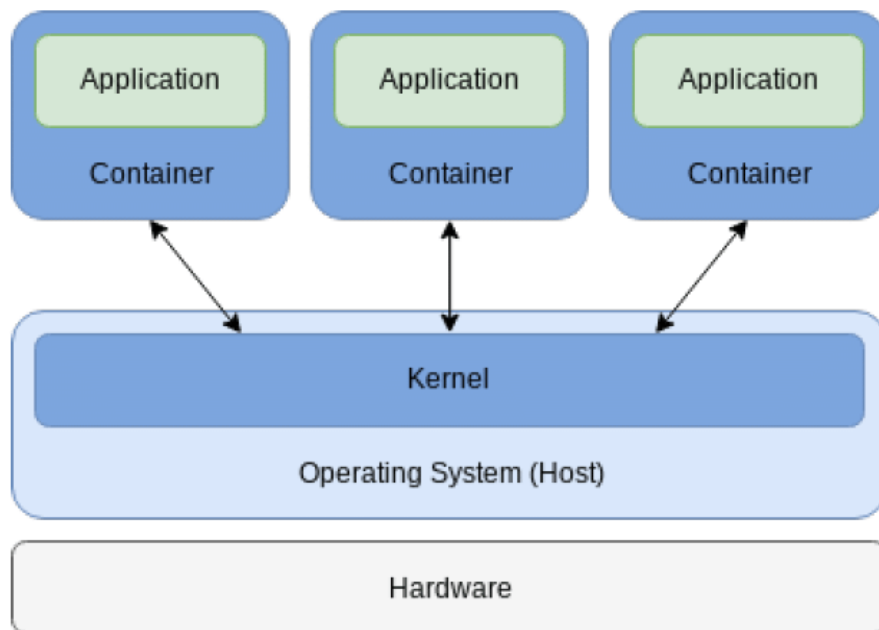 Application
Application
Application
Container
Container
Container
Kernel
Operating System (Host)
Hardware